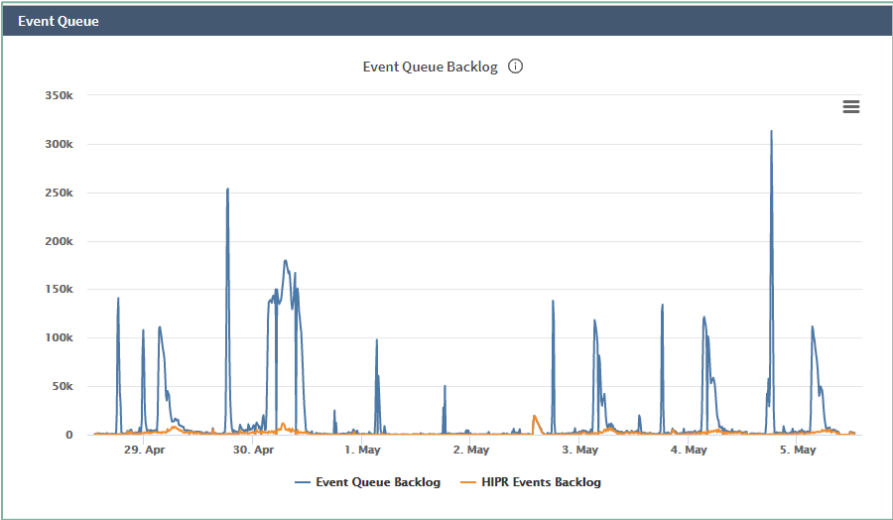 Event Queue
Event Queue Backlog
350k
300k
250k
200k
150k
100k
50k
0
29. Apr 30. Apr 1. May 2. May 3. May 4. May 5. May
Event Queue Backlog HIPR Events Backlog